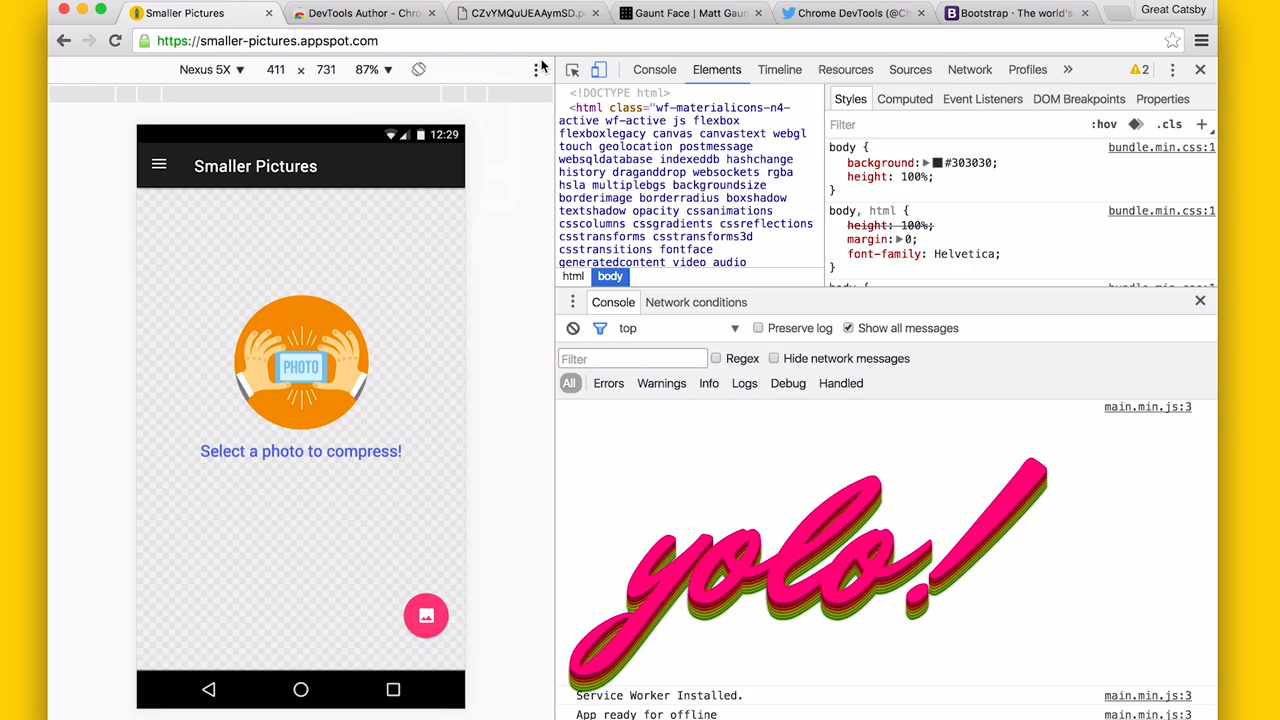 Smaller Pictures
DevTools Author - Chro
CZvYMQuUEAAymSD.p
Gaunt Face | Matt Gaun
Chrome DevTools (@Ch
Bootstrap · The world's
Great Catsby
https://smaller-pictures.appspot.com
Nexus 5X ▼ 411 × 731 87% ▼
Console Elements Timeline Resources Sources Network Profiles » 2
12:29
Smaller Pictures
PHOTO
Select a photo to compress!
<!DOCTYPE html>
<html class="wf-materialicons-n4-
active wf-active js flexbox
flexboxlegacy canvas canvastext webgl
touch geolocation postmessage
websqldatabase indexeddb hashchange
history draganddrop websockets rgba
hsla multiplebgs backgroundsize
borderimage borderradius boxshadow
textshadow opacity cssanimations
csscolumns cssgradients cssreflections
csstransforms csstransforms3d
csstransitions fontface
generatedcontent video audio
html body
Styles Computed Event Listeners DOM Breakpoints Properties
Filter :hov .cls +
body { bundle.min.css:1
background: #303030;
height: 100%;
}
body, html { bundle.min.css:1
height: 100%;
margin: 0;
font-family: Helvetica;
}
Console Network conditions
top ▼ Preserve log Show all messages
Filter Regex Hide network messages
All Errors Warnings Info Logs Debug Handled
main.min.js:3
yolo!
Service Worker Installed. main.min.js:3
App ready for offline main.min.js:3